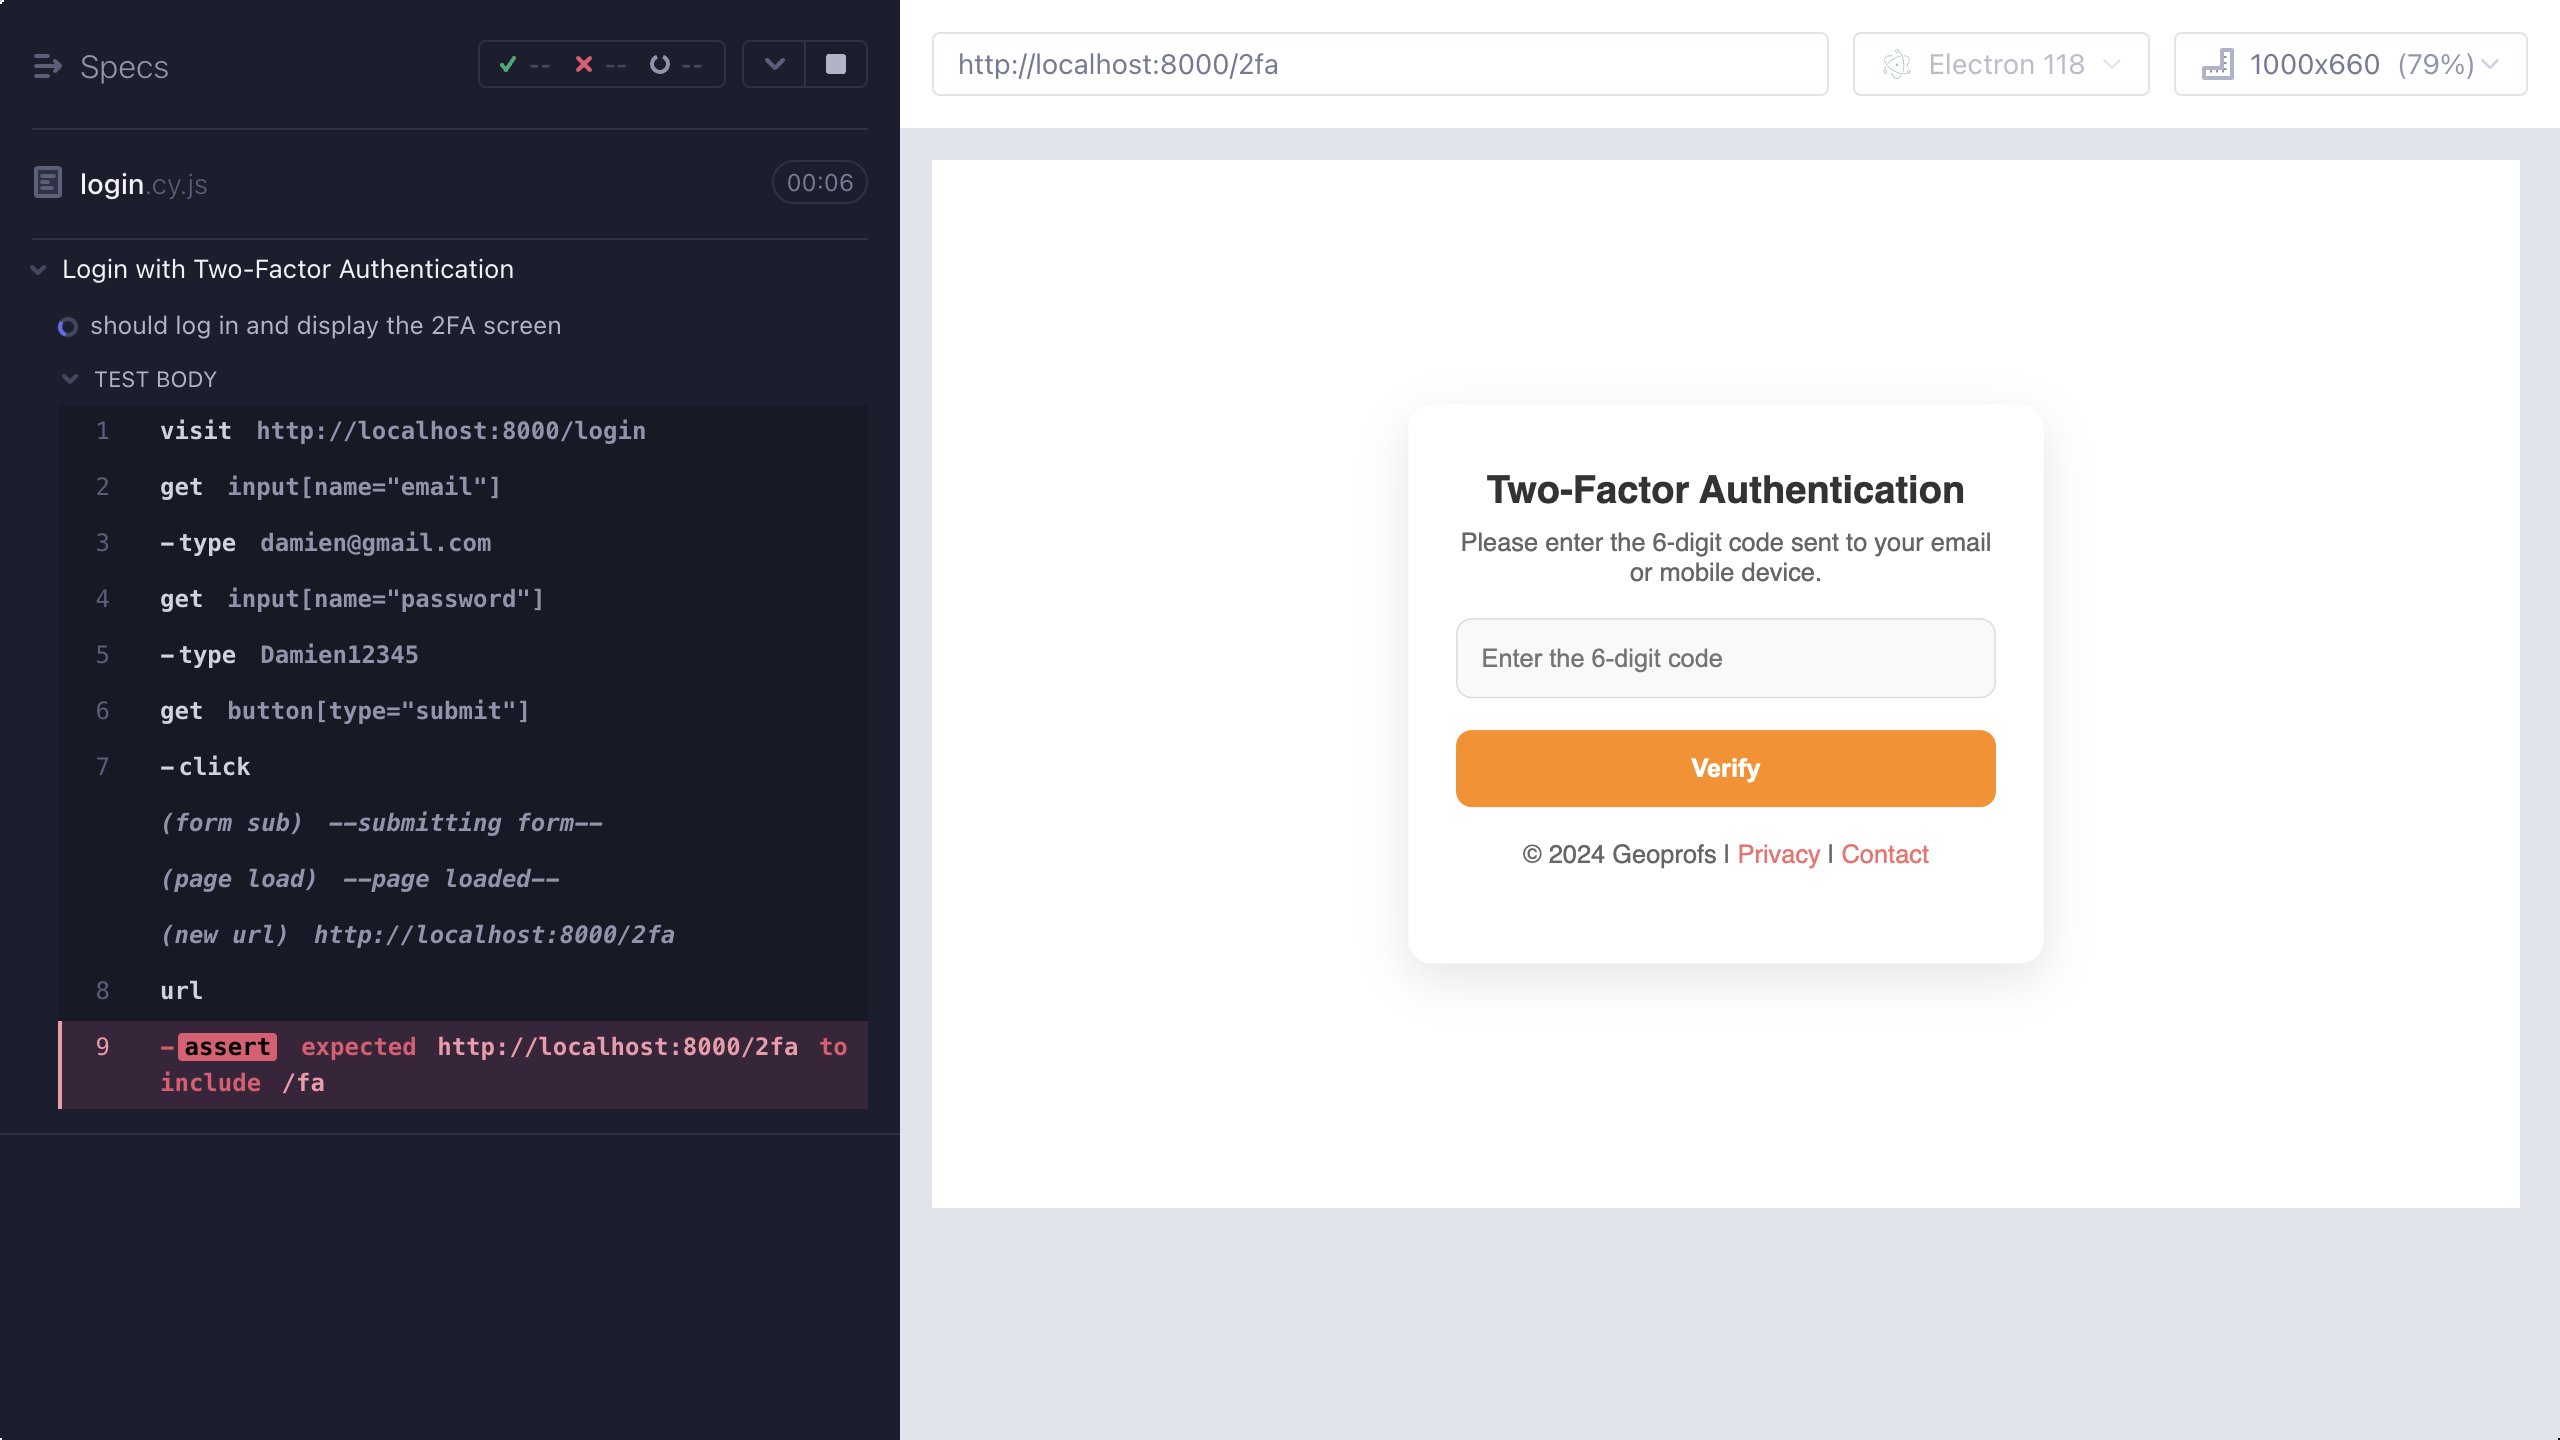 Specs
-- -- --
login.cy.js
00:06
Login with Two-Factor Authentication
should log in and display the 2FA screen
TEST BODY
1 visit http://localhost:8000/login
2 get input[name="email"]
3 -type damien@gmail.com
4 get input[name="password"]
5 -type Damien12345
6 get button[type="submit"]
7 -click
(form sub) --submitting form--
(page load) --page loaded--
(new url) http://localhost:8000/2fa
8 url
9 -assert expected http://localhost:8000/2fa to
include /fa
http://localhost:8000/2fa
Electron 118
1000x660 (79%)
Two-Factor Authentication
Please enter the 6-digit code sent to your email
or mobile device.
Enter the 6-digit code
Verify
© 2024 Geoprofs | Privacy | Contact